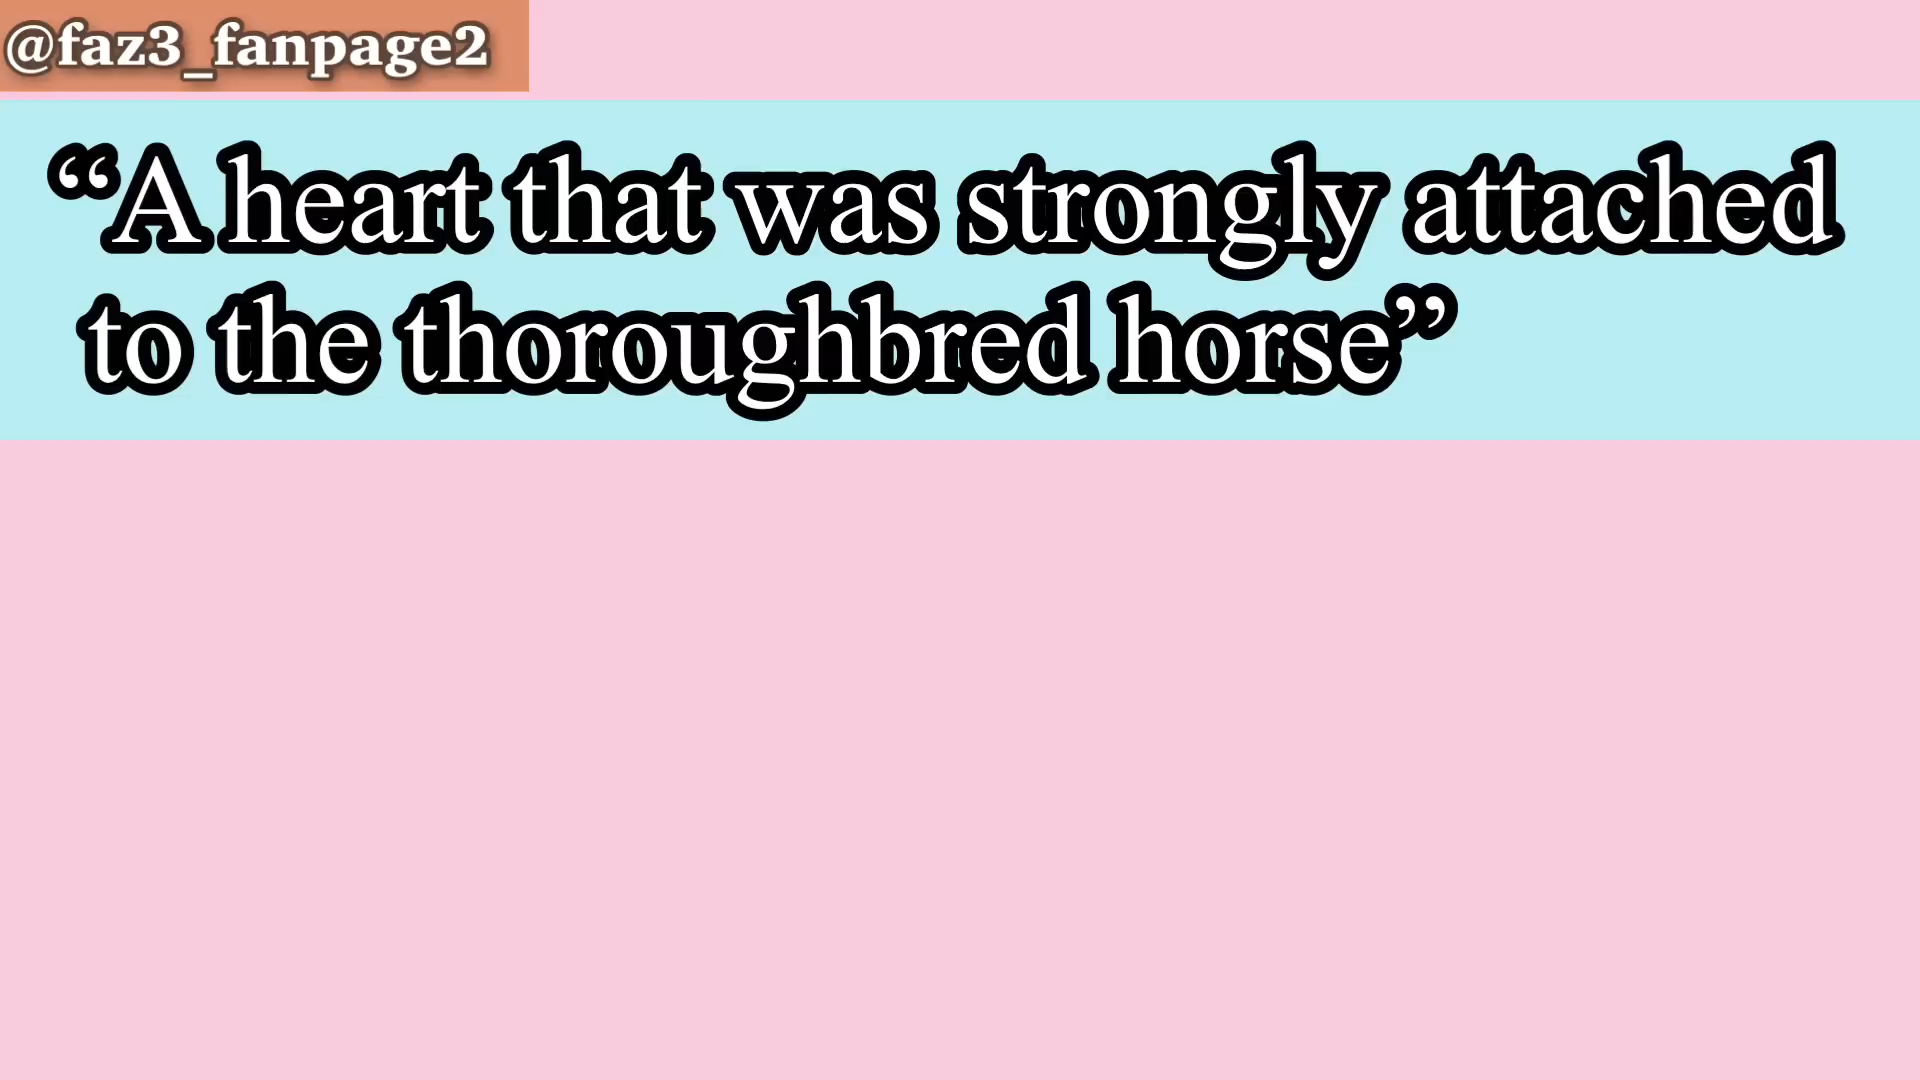 @faz3_fanpage2
“A heart that was strongly attached
to the thoroughbred horse”